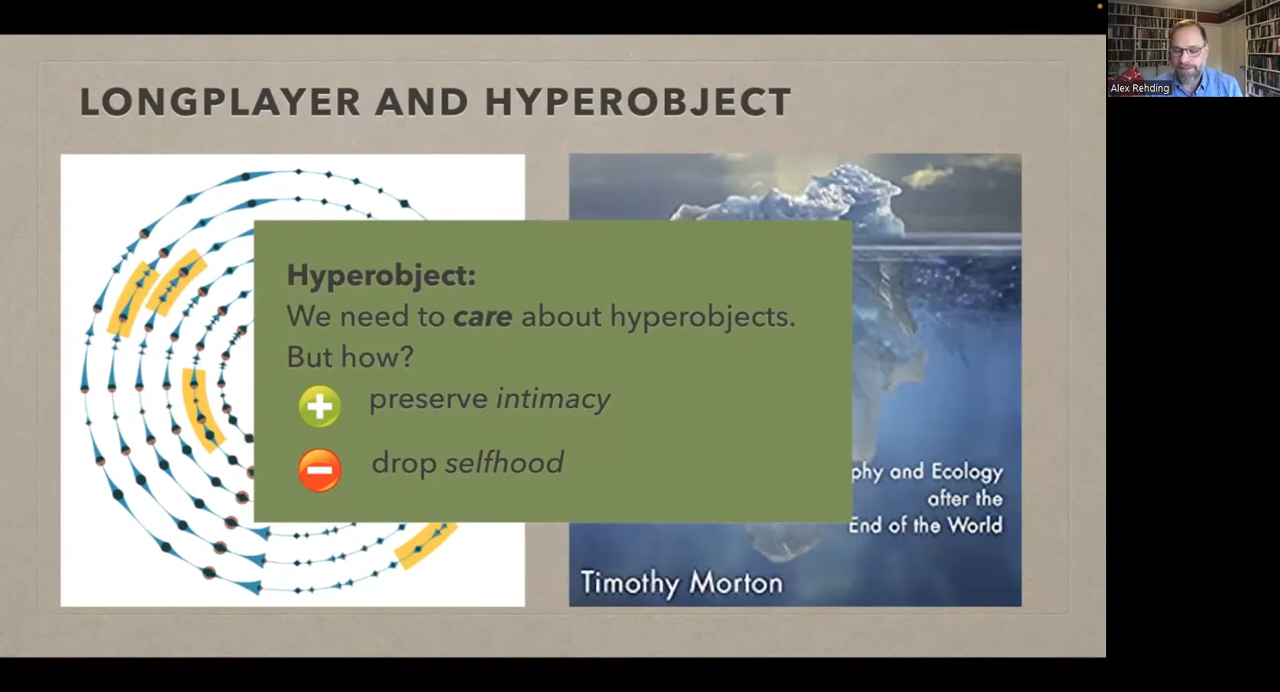 LONGPLAYER AND HYPEROBJECT
Alex Rehding
Hyperobject:
We need to care about hyperobjects.
But how?
preserve intimacy
drop selfhood
phy and Ecology
after the
End of the World
Timothy Morton